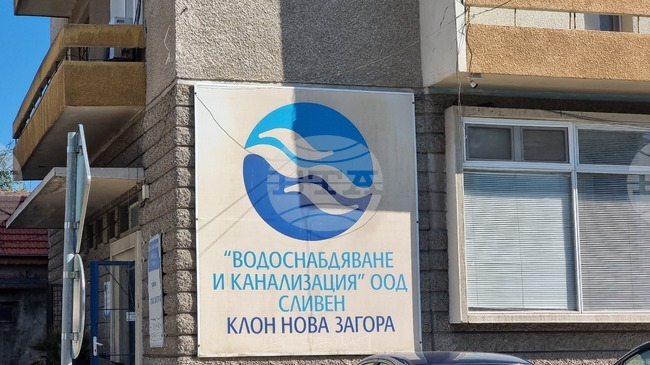 "ВОДОСНАБДЯВАНЕ
И КАНАЛИЗАЦИЯ" ООД
СЛИВЕН
КЛОН НОВА ЗАГОРА